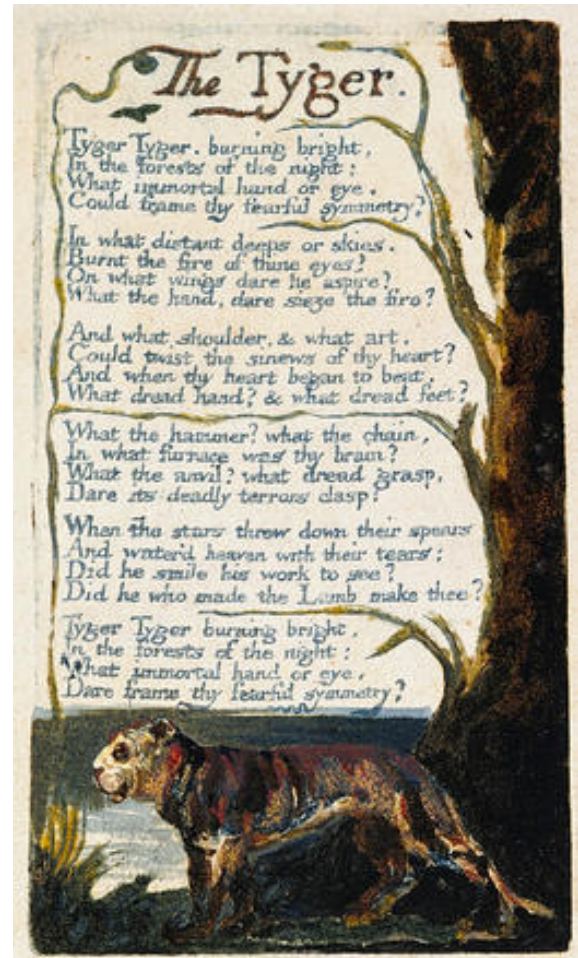 The Tyger.
Tyger Tyger. burning bright,
In the forests of the night:
What immortal hand or eye.
Could frame thy fearful symmetry?
In what distant deeps or skies.
Burnt the fire of thine eyes?
On what wings dare he aspire?
What the hand, dare sieze the fire?
And what shoulder, & what art,
Could twist the sinews of thy heart?
And when thy heart began to beat,
What dread hand? & what dread feet?
What the hammer? what the chain,
In what furnace was thy brain?
What the anvil? what dread grasp,
Dare its deadly terrors clasp?
When the stars threw down their spears
And water'd heaven with their tears:
Did he smile his work to see?
Did he who made the Lamb make thee?
Tyger Tyger burning bright,
In the forests of the night:
What immortal hand or eye,
Dare frame thy fearful symmetry?